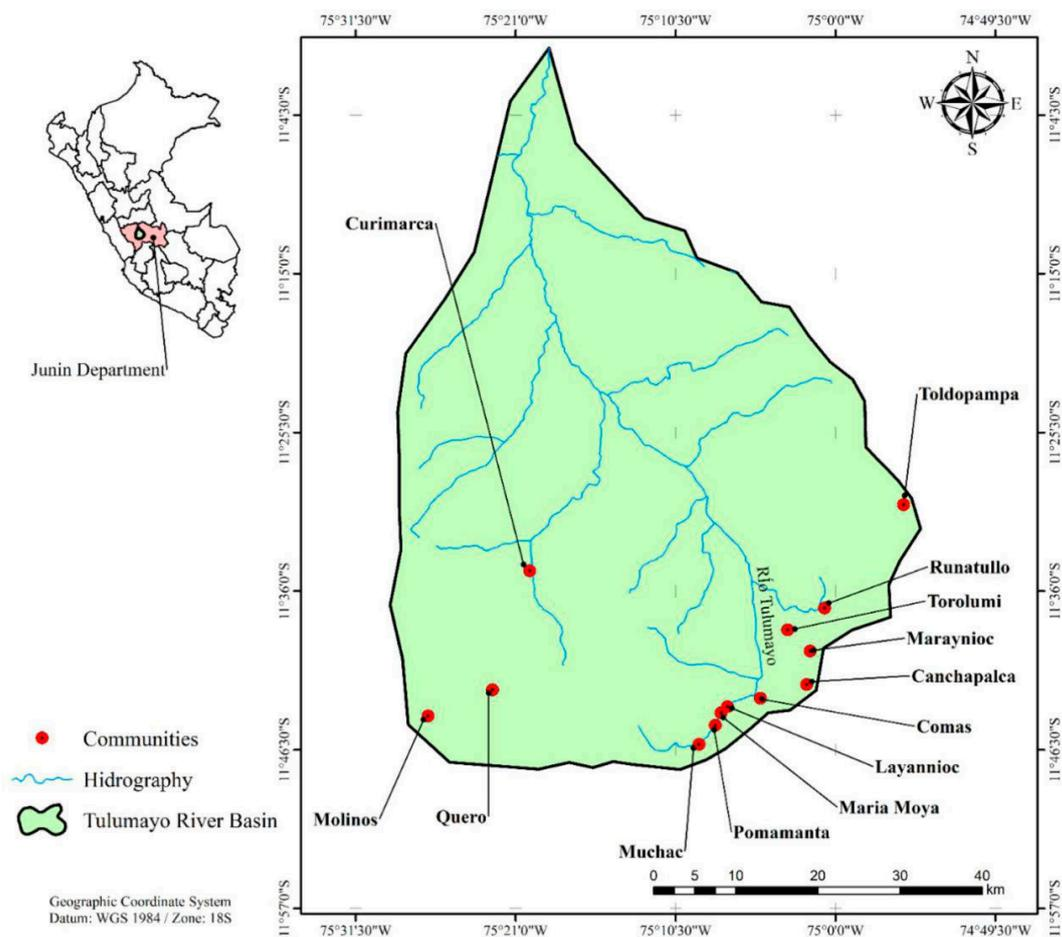 75°31'30"W 75°21'0"W 75°10'30"W 75°0'0"W 74°49'30"W
N
W E
S
11°4'30"S 11°4'30"S
Curimarca
11°15'0"S 11°15'0"S
Junin Department
Toldopampa
11°25'30"S 11°25'30"S
Runatullo
11°36'0"S 11°36'0"S
Torolumi
Río Tulumayo
Maraynioc
Canchapalca
Comas
Communities
11°46'30"S 11°46'30"S
Layannioc
Hidrography
Maria Moya
Molinos
Quero
Tulumayo River Basin
Pomamanta
Muchac
0 5 10 20 30 40
km
Geographic Coordinate System
Datum: WGS 1984 / Zone: 18S
11°57'0"S 11°57'0"S
75°31'30"W 75°21'0"W 75°10'30"W 75°0'0"W 74°49'30"W